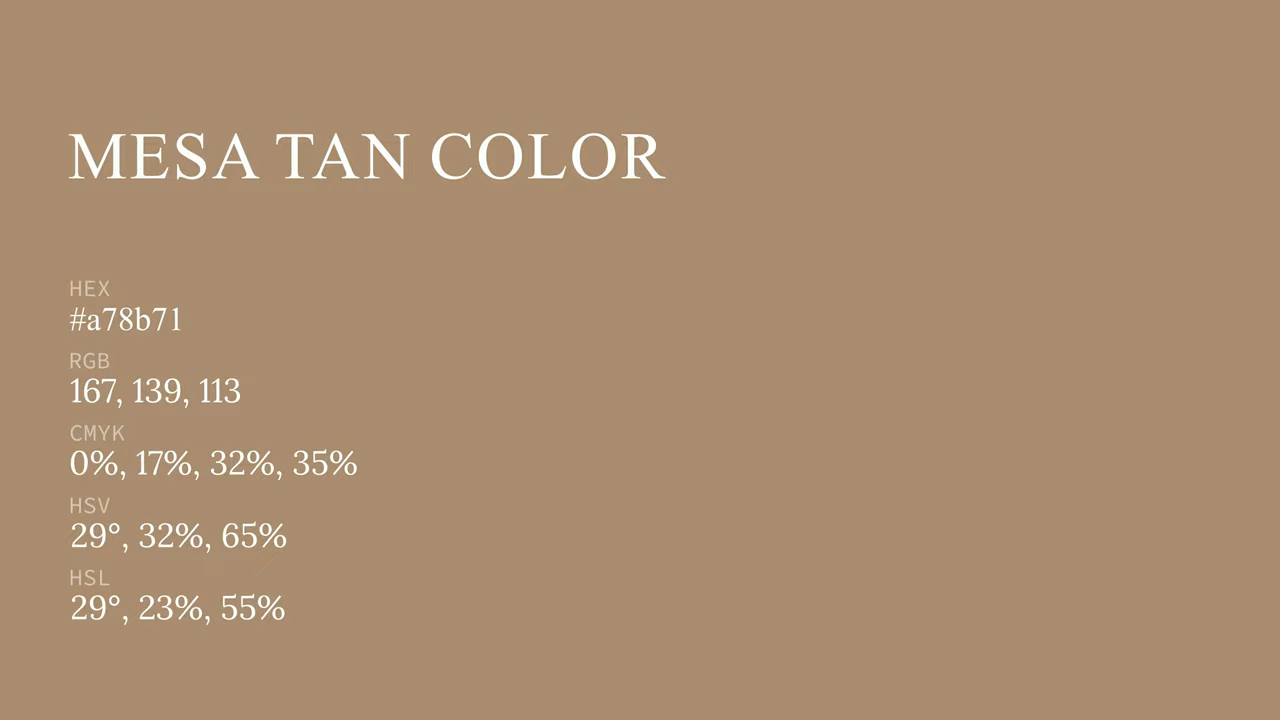 MESA TAN COLOR
HEX
#a78b71
RGB
167, 139, 113
CMYK
0%, 17%, 32%, 35%
HSV
29°, 32%, 65%
HSL
29°, 23%, 55%